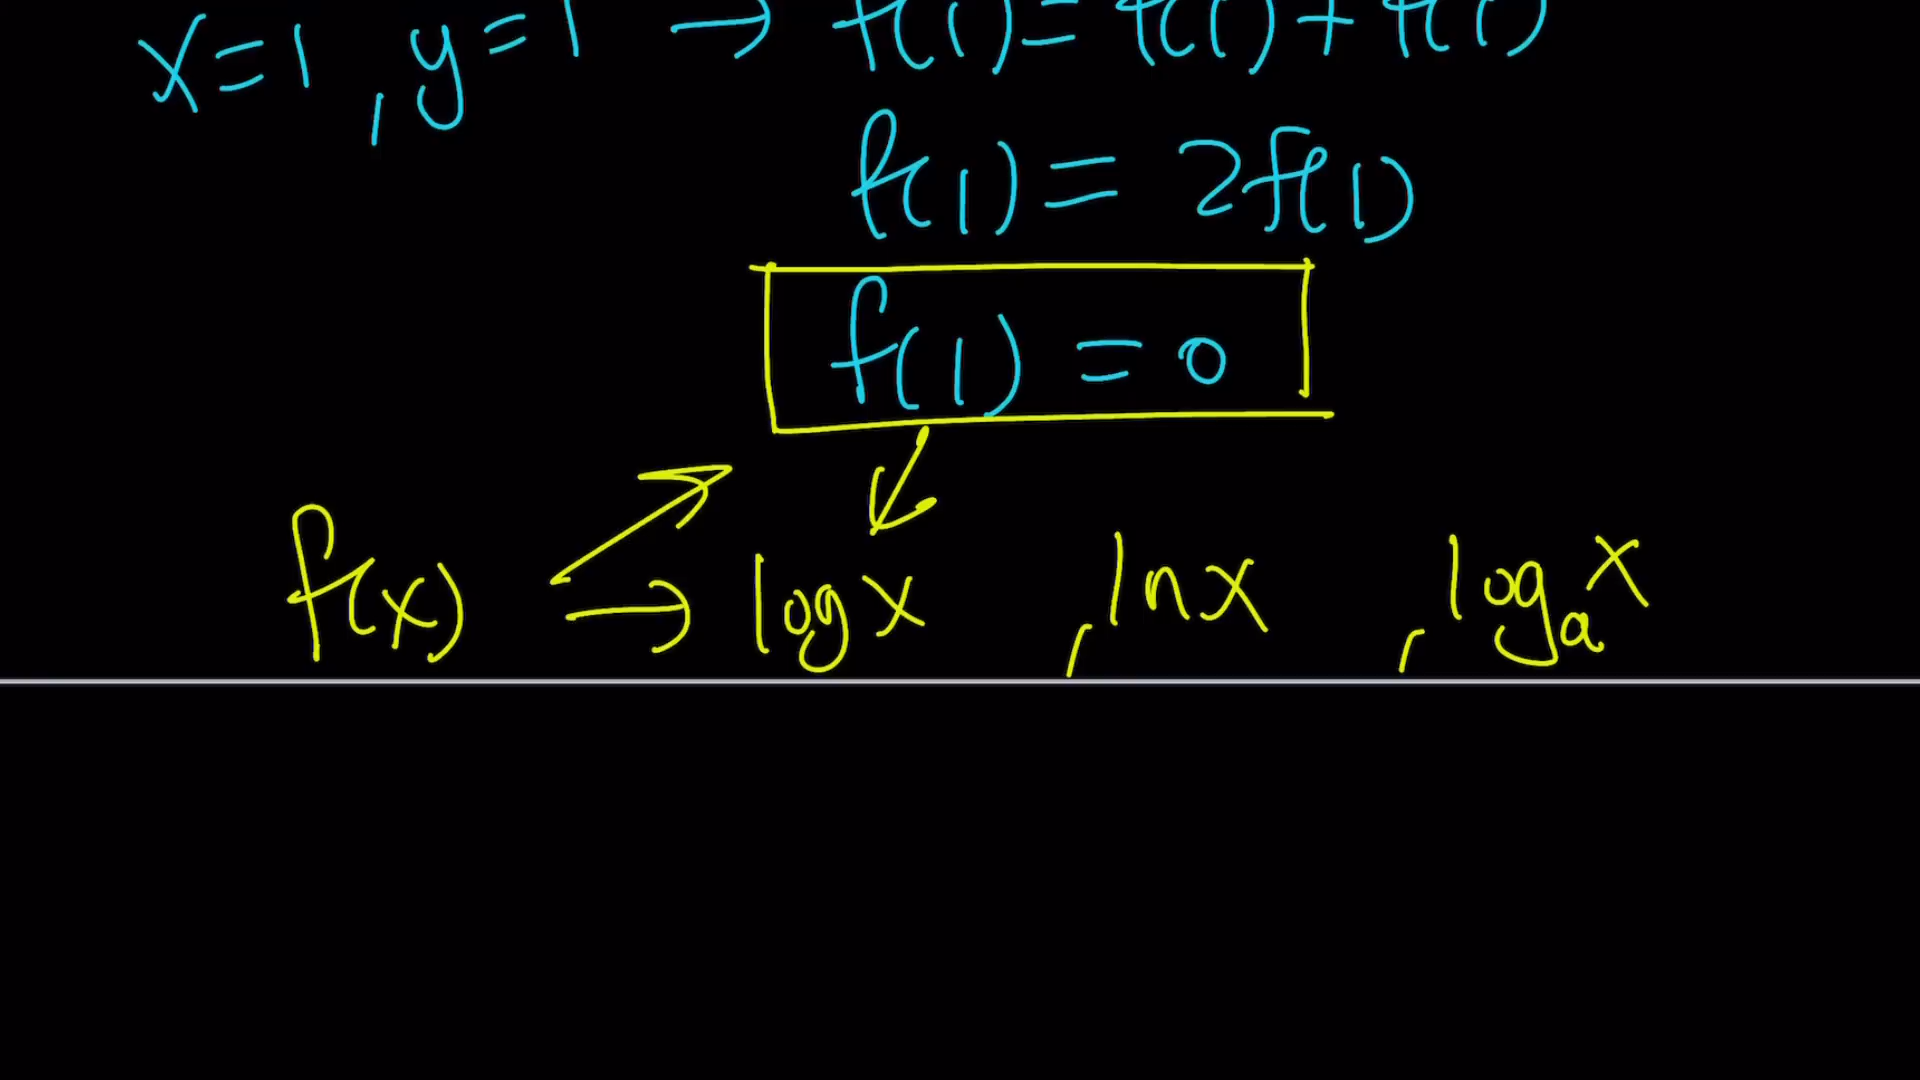 x=1, y=1 → f(1)=f(1)+f(1)
f(1)=2f(1)
f(1)=0
f(x) → log x, ln x, logₐx